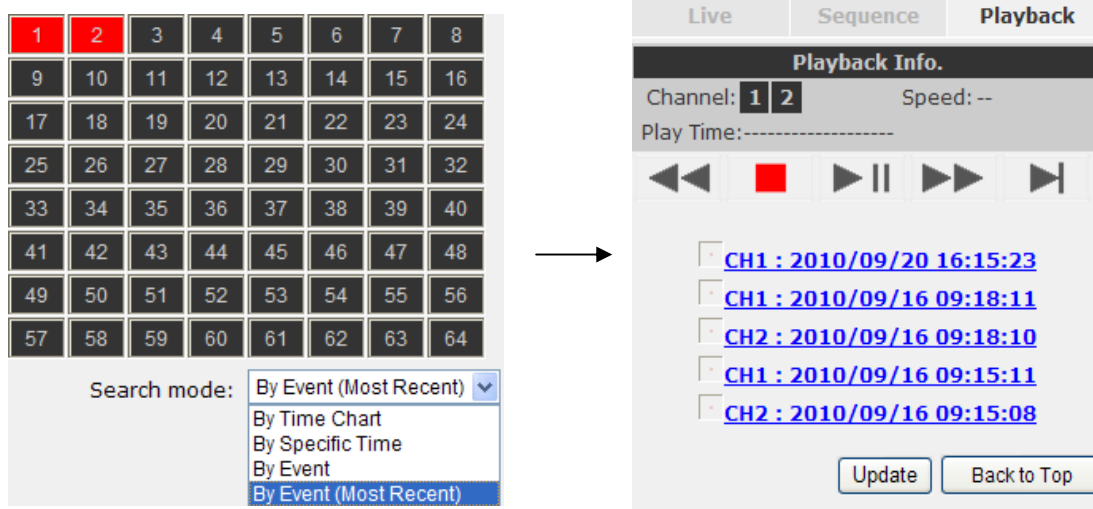 1 2 3 4 5 6 7 8
9 10 11 12 13 14 15 16
17 18 19 20 21 22 23 24
25 26 27 28 29 30 31 32
33 34 35 36 37 38 39 40
41 42 43 44 45 46 47 48
49 50 51 52 53 54 55 56
57 58 59 60 61 62 63 64
Search mode: By Event (Most Recent)
By Time Chart
By Specific Time
By Event
By Event (Most Recent)
Live Sequence Playback
Playback Info.
Channel: 1 2 Speed: --
Play Time:-------------------
CH1 : 2010/09/20 16:15:23
CH1 : 2010/09/16 09:18:11
CH2 : 2010/09/16 09:18:10
CH1 : 2010/09/16 09:15:11
CH2 : 2010/09/16 09:15:08
Update Back to Top